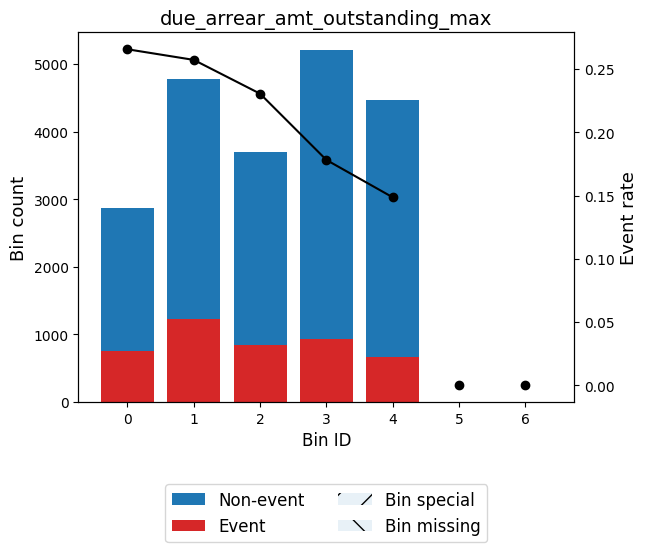 due_arrear_amt_outstanding_max
5000
4000
3000
2000
1000
0
Bin count
0.25
0.20
0.15
0.10
0.05
0.00
Event rate
0 1 2 3 4 5 6
Bin ID
Non-event Bin special
Event Bin missing